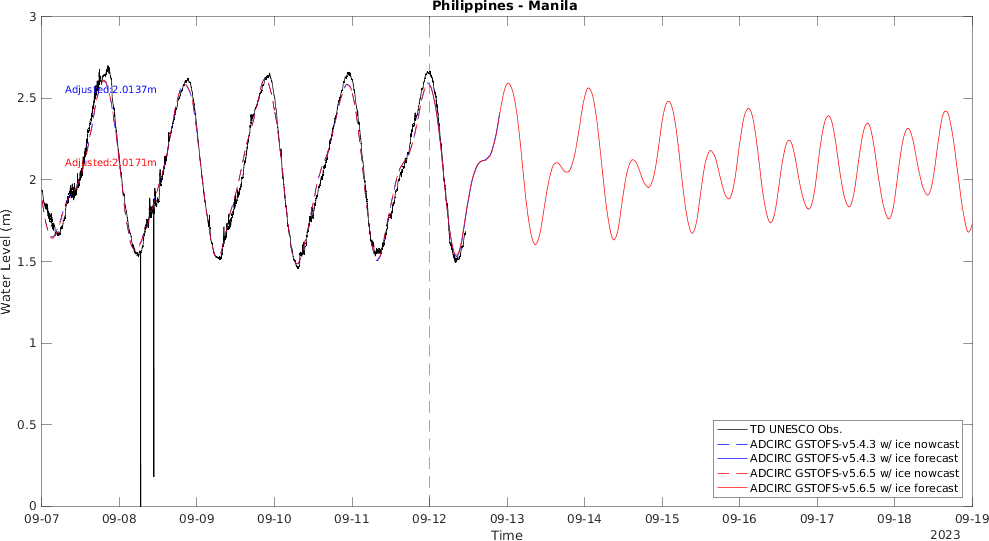 Philippines - Manila
3
Adjusted:2.0137m
2.5
Adjusted:2.0171m
2
Water Level (m)
1.5
1
0.5
0
TD UNESCO Obs.
ADCIRC GSTOFS-v5.4.3 w/ ice nowcast
ADCIRC GSTOFS-v5.4.3 w/ ice forecast
ADCIRC GSTOFS-v5.6.5 w/ ice nowcast
ADCIRC GSTOFS-v5.6.5 w/ ice forecast
09-07 09-08 09-09 09-10 09-11 09-12 09-13 09-14 09-15 09-16 09-17 09-18 09-19
Time
2023